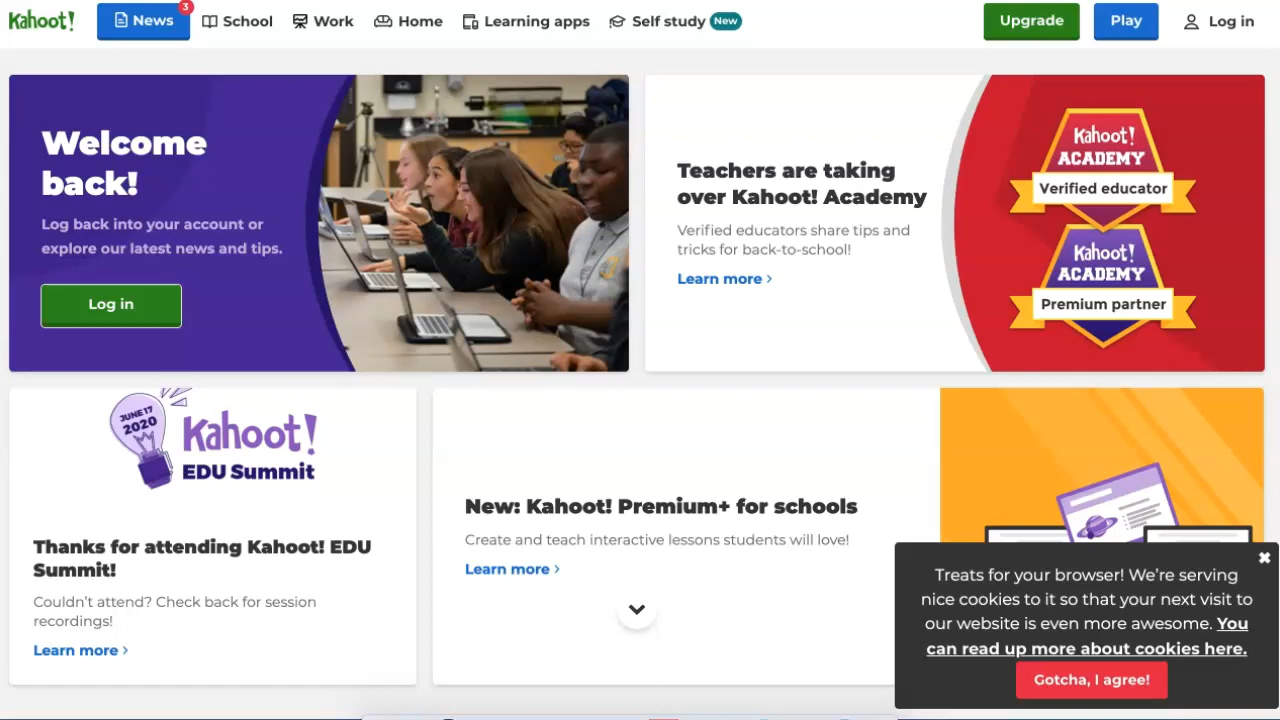 Kahoot!
News
3
School
Work
Home
Learning apps
Self study
New
Upgrade
Play
Log in
Welcome
back!
Log back into your account or
explore our latest news and tips.
Log in
Teachers are taking
over Kahoot! Academy
Verified educators share tips and
tricks for back-to-school!
Learn more >
Kahoot!
ACADEMY
Verified educator
Kahoot!
ACADEMY
Premium partner
JUNE 17
2020
Kahoot!
EDU Summit
Thanks for attending Kahoot! EDU
Summit!
Couldn't attend? Check back for session
recordings!
Learn more >
New: Kahoot! Premium+ for schools
Create and teach interactive lessons students will love!
Learn more >
Treats for your browser! We're serving
nice cookies to it so that your next visit to
our website is even more awesome. You
can read up more about cookies here.
Gotcha, I agree!